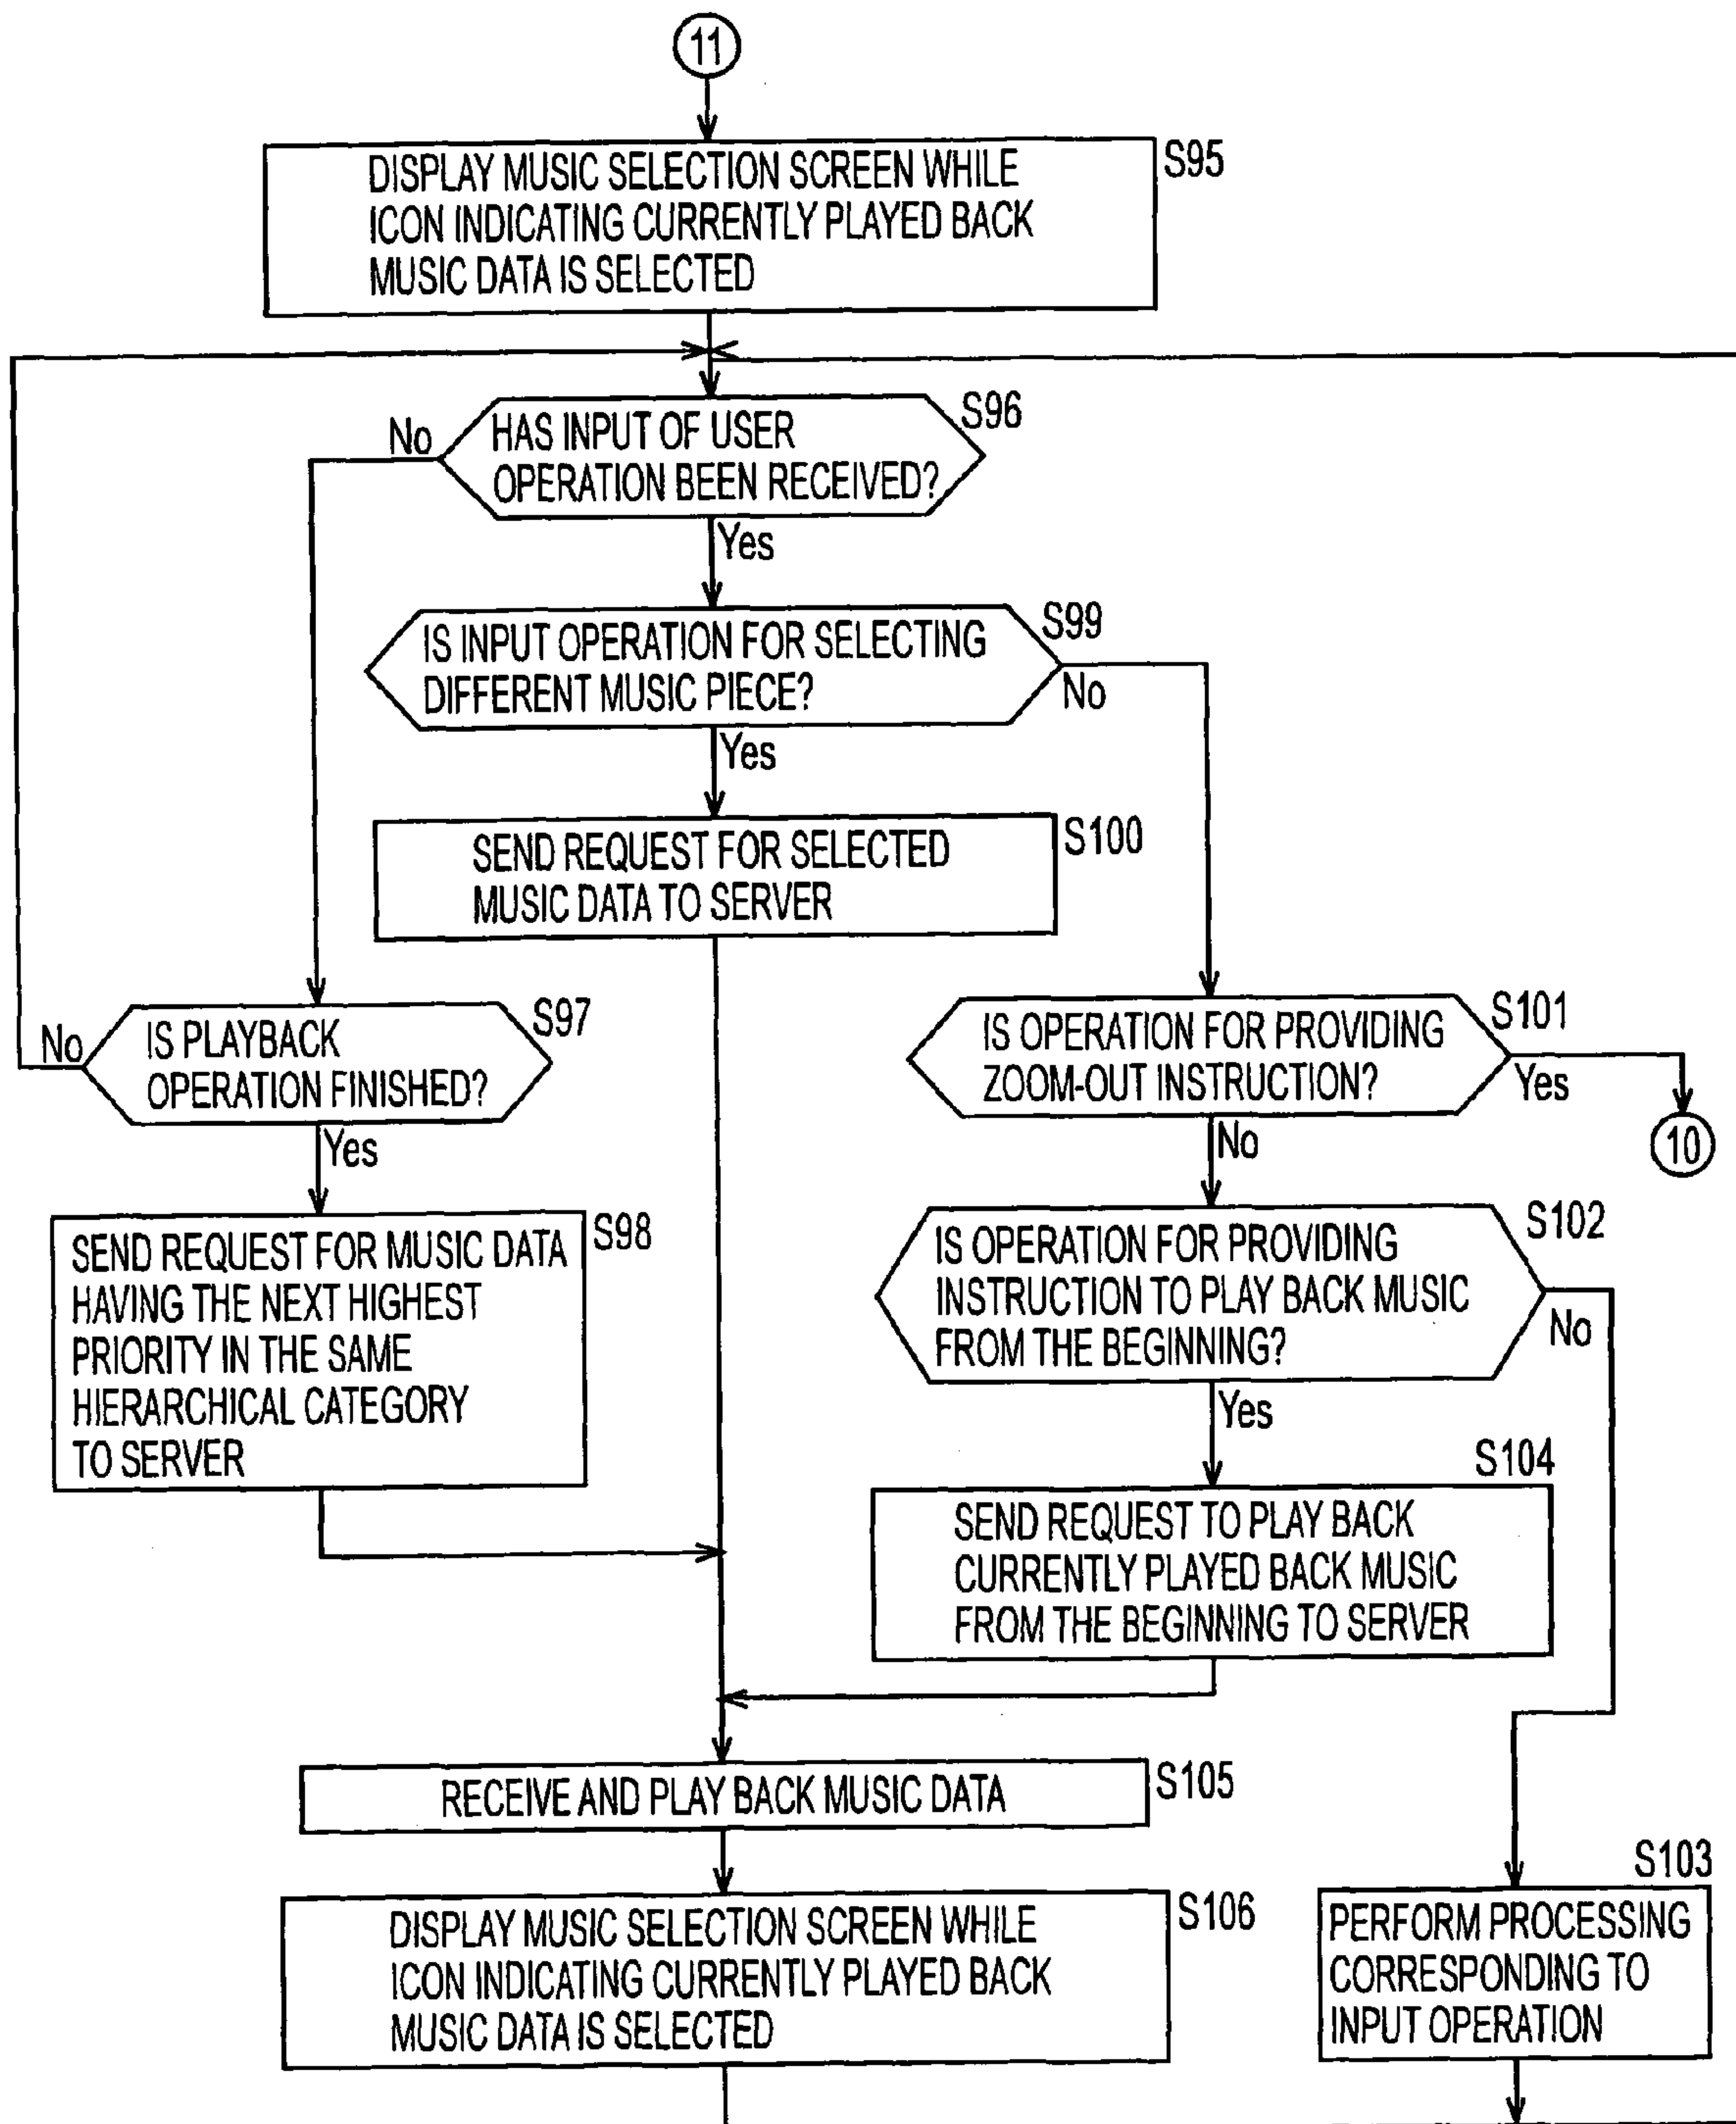 11
DISPLAY MUSIC SELECTION SCREEN WHILE
ICON INDICATING CURRENTLY PLAYED BACK
MUSIC DATA IS SELECTED
S95
HAS INPUT OF USER
OPERATION BEEN RECEIVED?
S96
No
Yes
IS INPUT OPERATION FOR SELECTING
DIFFERENT MUSIC PIECE?
S99
No
Yes
SEND REQUEST FOR SELECTED
MUSIC DATA TO SERVER
S100
IS PLAYBACK
OPERATION FINISHED?
S97
No
Yes
IS OPERATION FOR PROVIDING
ZOOM-OUT INSTRUCTION?
S101
Yes
10
No
SEND REQUEST FOR MUSIC DATA
HAVING THE NEXT HIGHEST
PRIORITY IN THE SAME
HIERARCHICAL CATEGORY
TO SERVER
S98
IS OPERATION FOR PROVIDING
INSTRUCTION TO PLAY BACK MUSIC
FROM THE BEGINNING?
S102
No
Yes
S104
SEND REQUEST TO PLAY BACK
CURRENTLY PLAYED BACK MUSIC
FROM THE BEGINNING TO SERVER
RECEIVE AND PLAY BACK MUSIC DATA
S105
DISPLAY MUSIC SELECTION SCREEN WHILE
ICON INDICATING CURRENTLY PLAYED BACK
MUSIC DATA IS SELECTED
S106
S103
PERFORM PROCESSING
CORRESPONDING TO
INPUT OPERATION